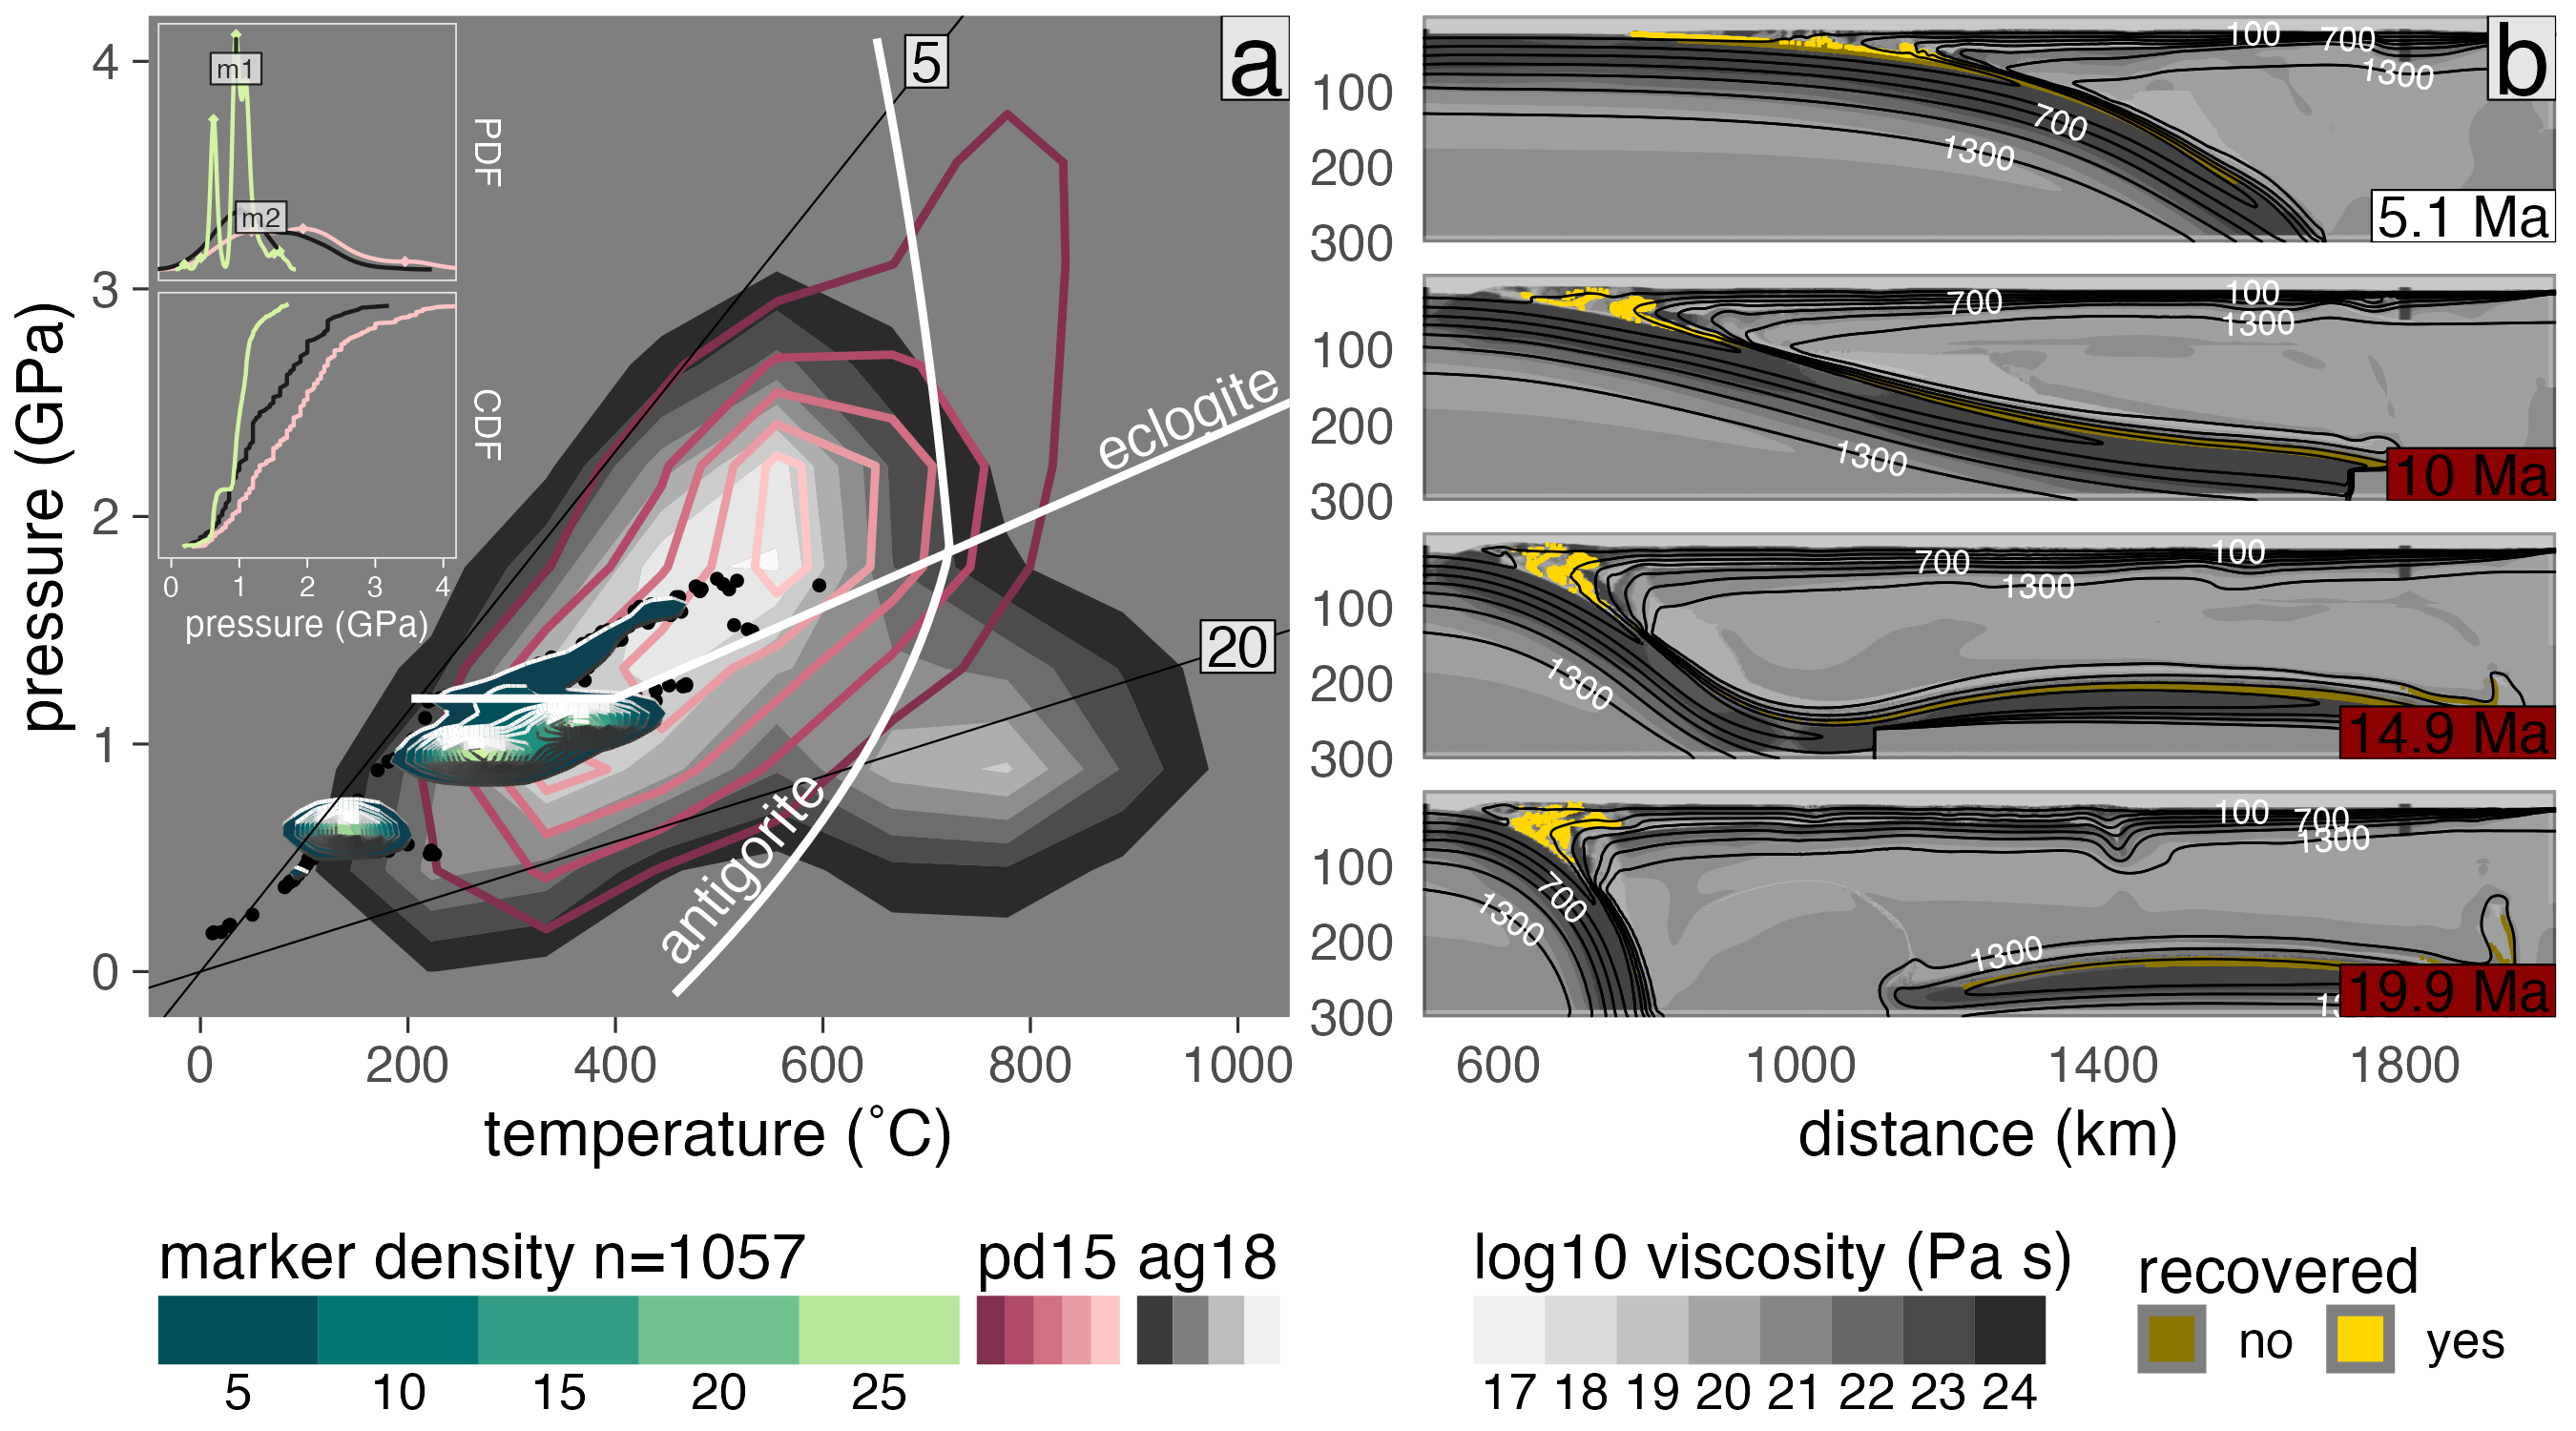 a
pressure (GPa)
4
3
2
1
0
0
200
400
600
800
1000
temperature (˚C)
5
20
eclogite
antigorite
m1
m2
PDF
CDF
0
1
2
3
4
pressure (GPa)
b
100
200
300
100
700
1300
700
1300
5.1 Ma
100
200
300
100
700
1300
1300
10 Ma
100
200
300
100
700
1300
1300
14.9 Ma
100
200
300
100
700
1300
700
1300
1300
19.9 Ma
600
1000
1400
1800
distance (km)
marker density n=1057
5
10
15
20
25
pd15 ag18
log10 viscosity (Pa s)
17 18 19 20 21 22 23 24
recovered
no
yes